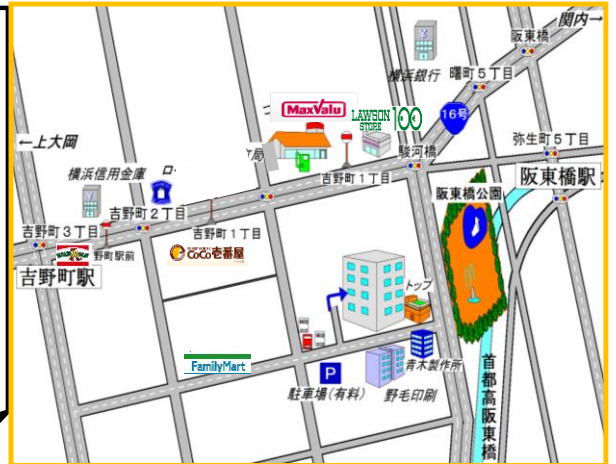 関内→
阪東橋
横浜銀行
曙町5丁目
MaxValu
LAWSON
STORE 100
16号
←上大岡
弥生町5丁目
駿河橋
横浜信用金庫
吉野町1丁目
阪東橋駅
阪東橋公園
吉野町2丁目
吉野町3丁目
吉野町1丁目
野町駅前
CoCo壱番屋
吉野町駅
トップ
FamilyMart
青木製作所
P
駐車場(有料)
野毛印刷
首都高阪東橋